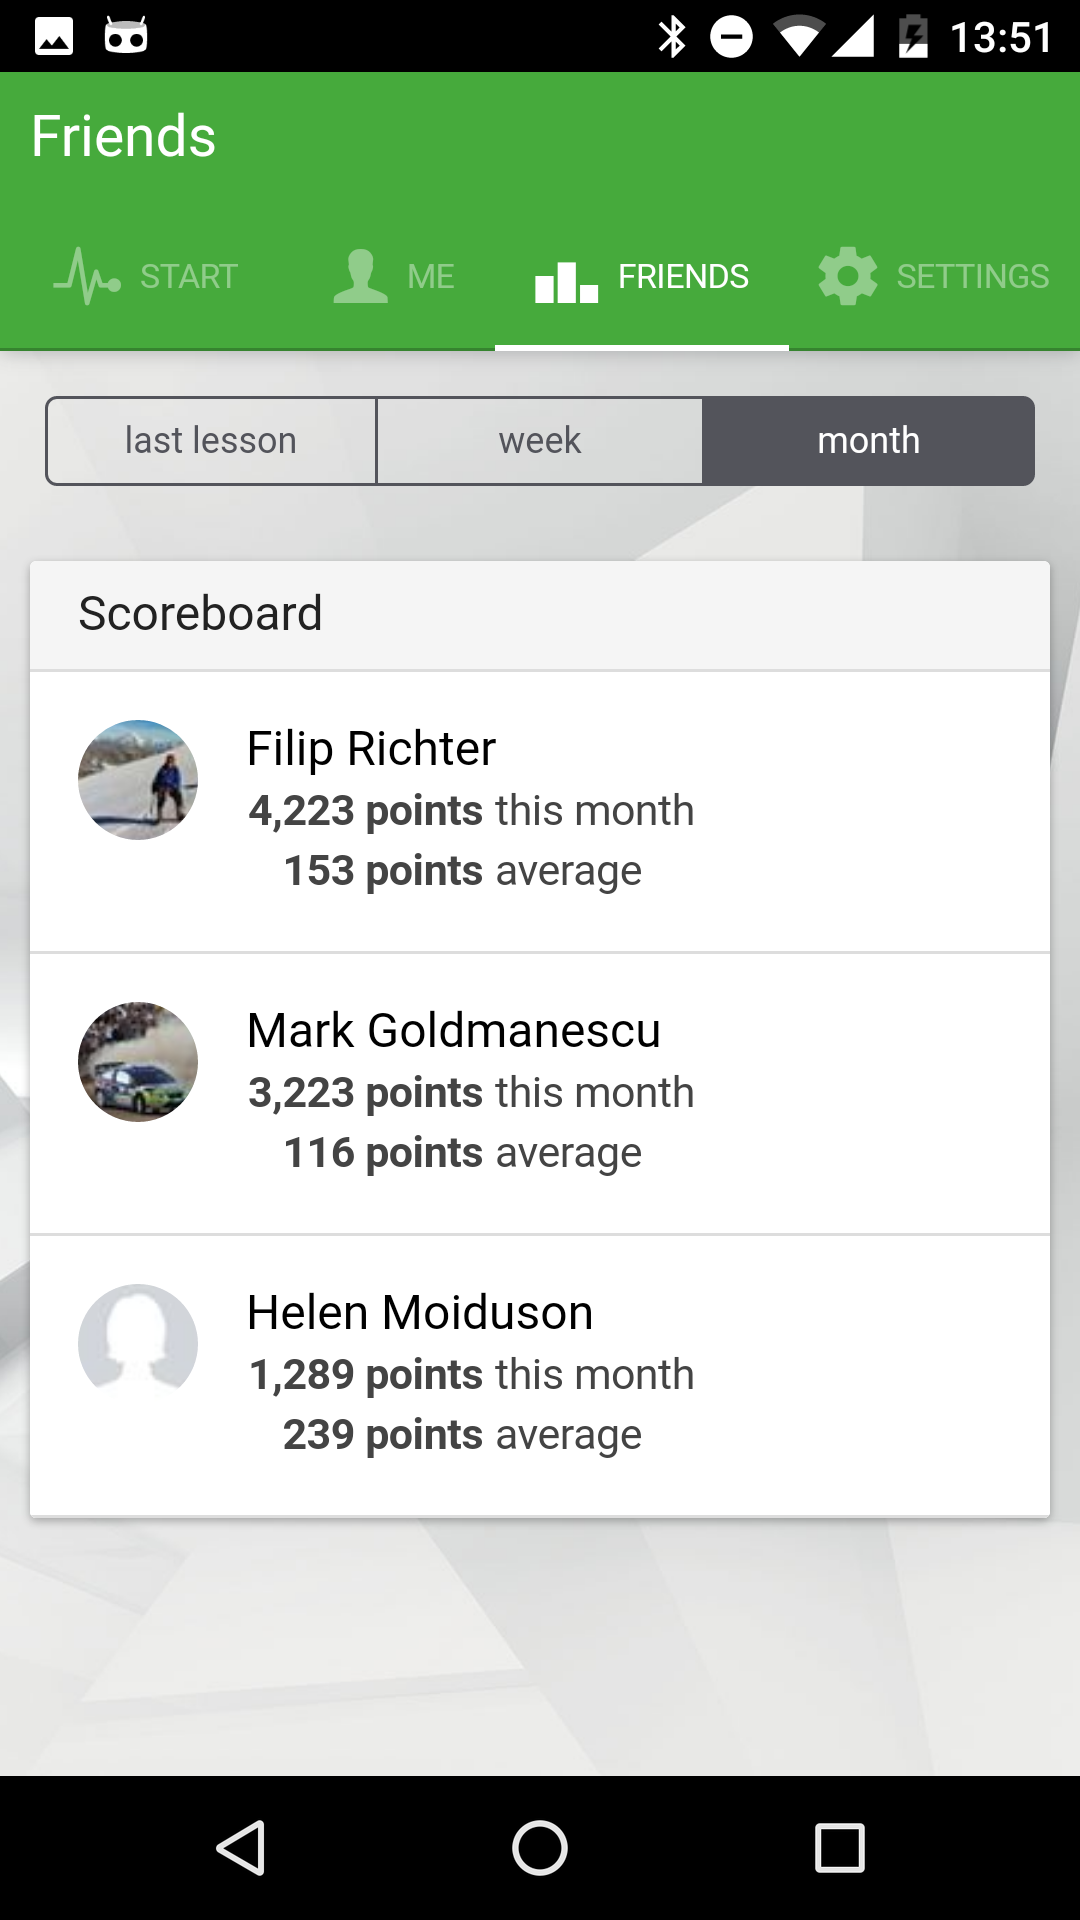 13:51
Friends
START ME FRIENDS SETTINGS
last lesson week month
Scoreboard
Filip Richter
4,223 points this month
153 points average
Mark Goldmanescu
3,223 points this month
116 points average
Helen Moiduson
1,289 points this month
239 points average